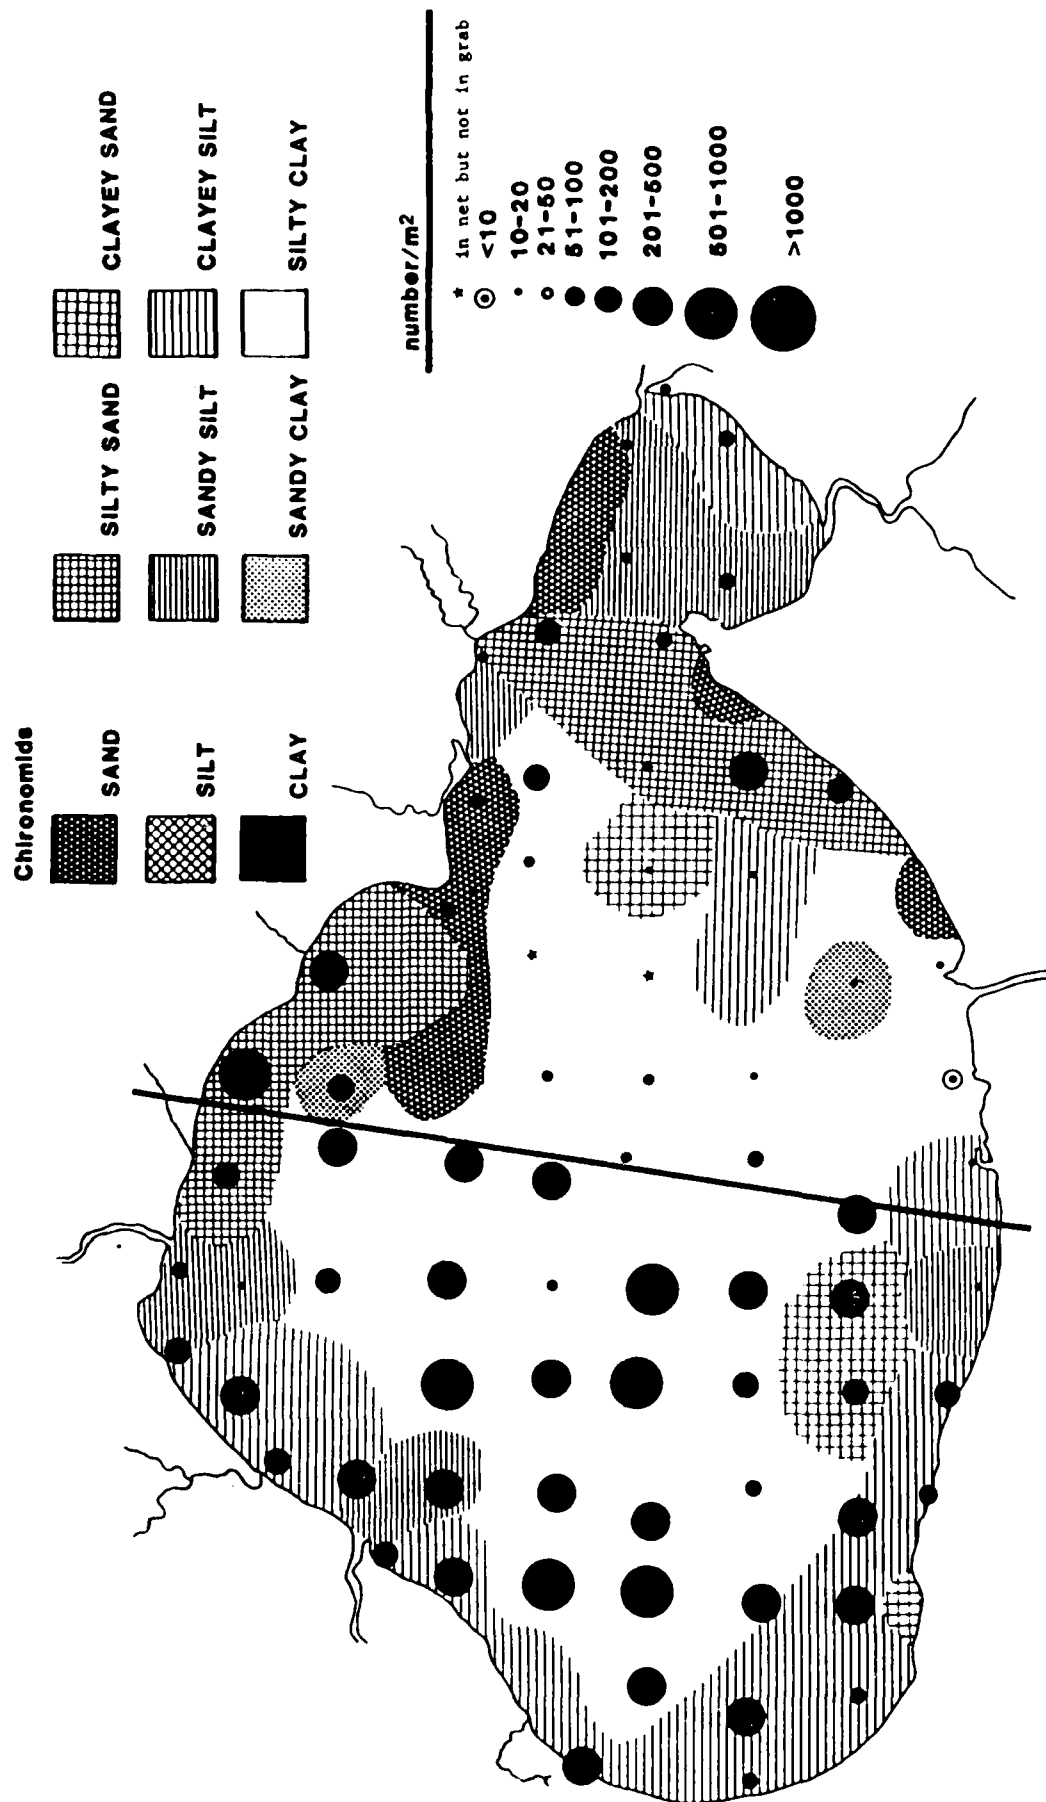 Chironomids
SAND
SILTY SAND
CLAYEY SAND
SILT
SANDY SILT
CLAYEY SILT
CLAY
SANDY CLAY
SILTY CLAY
number/m²
in net but not in grab
<10
10-20
21-50
51-100
101-200
201-500
501-1000
>1000